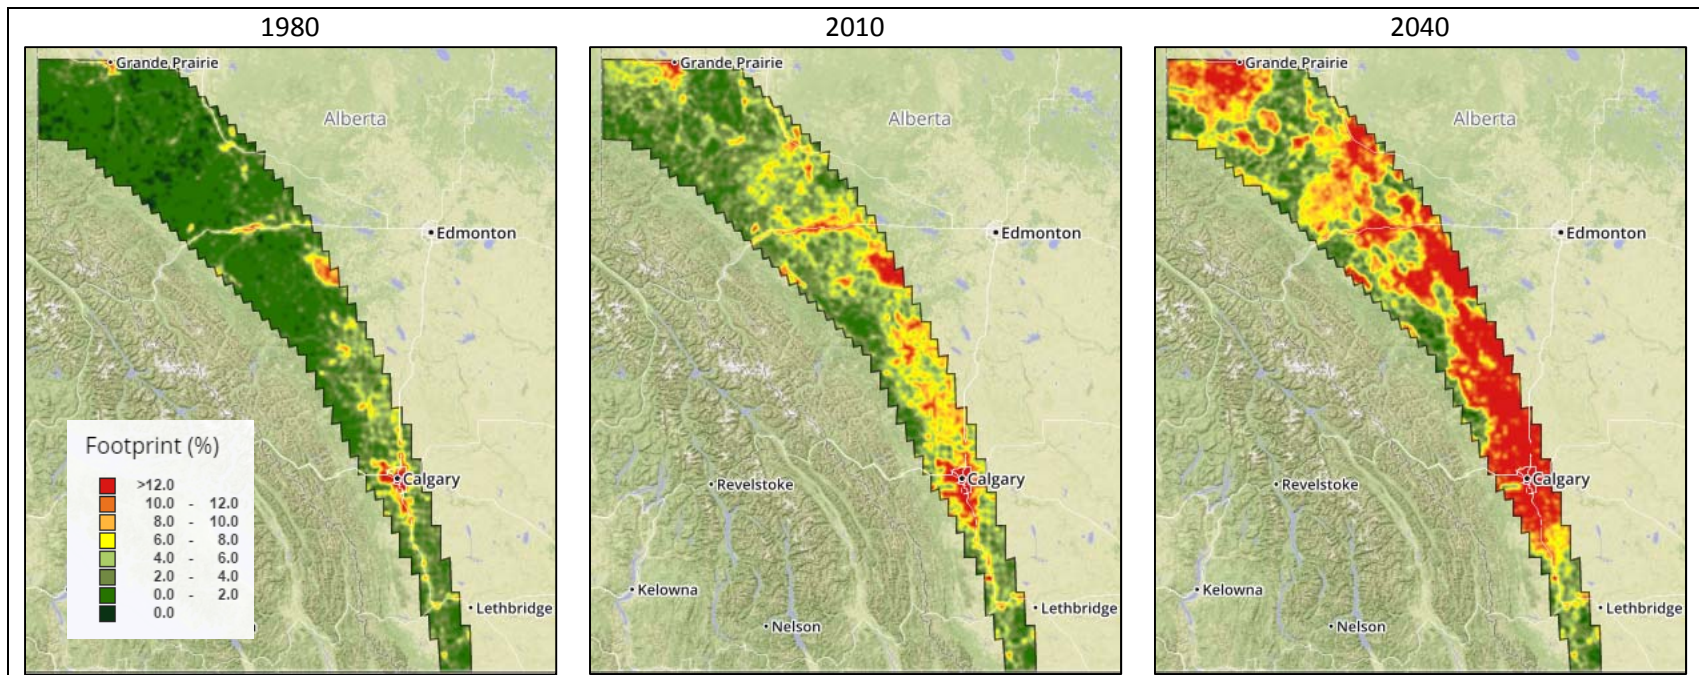 1980 2010 2040
Grande Prairie
Alberta
Edmonton
Calgary
Lethbridge
Footprint (%)
>12.0
10.0 - 12.0
8.0 - 10.0
6.0 - 8.0
4.0 - 6.0
2.0 - 4.0
0.0 - 2.0
0.0
Grande Prairie
Alberta
Edmonton
Calgary
Revelstoke
Kelowna
Lethbridge
Nelson
Grande Prairie
Alberta
Edmonton
Calgary
Revelstoke
Kelowna
Lethbridge
Nelson